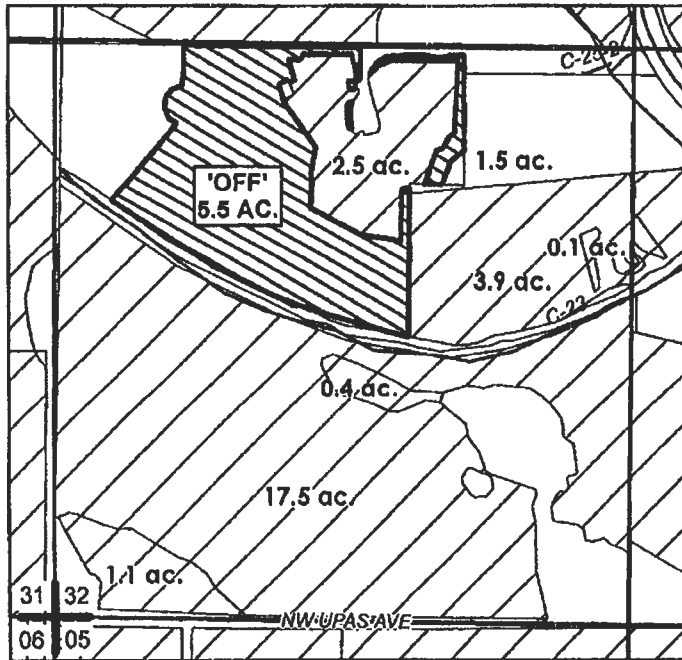 C-25-2
2.5 ac.
1.5 ac.
'OFF'
5.5 AC.
0.1 ac.
3.9 ac.
C-23
0.4 ac.
17.5 ac.
1.1 ac.
31 32
NW UPAS AVE
06 05